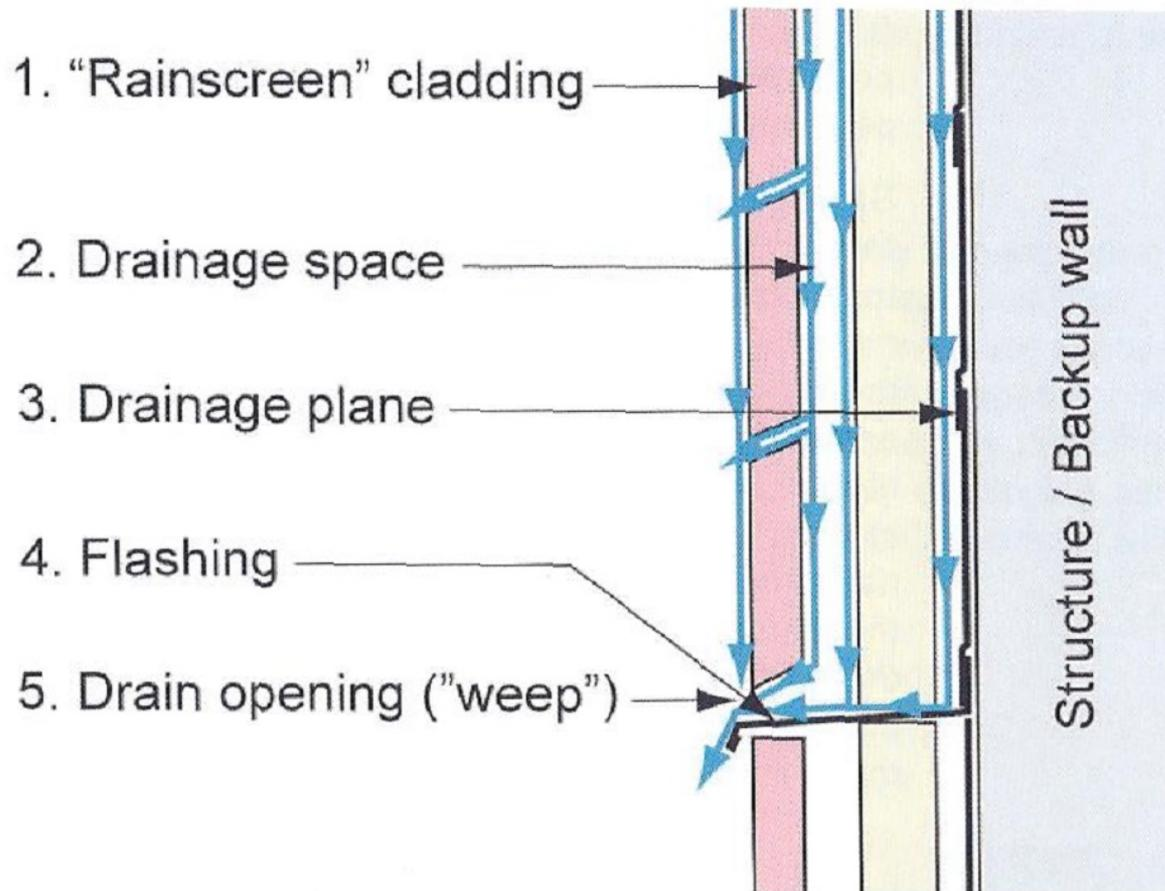 1. “Rainscreen” cladding
2. Drainage space
3. Drainage plane
4. Flashing
5. Drain opening (”weep”)
Structure / Backup wall